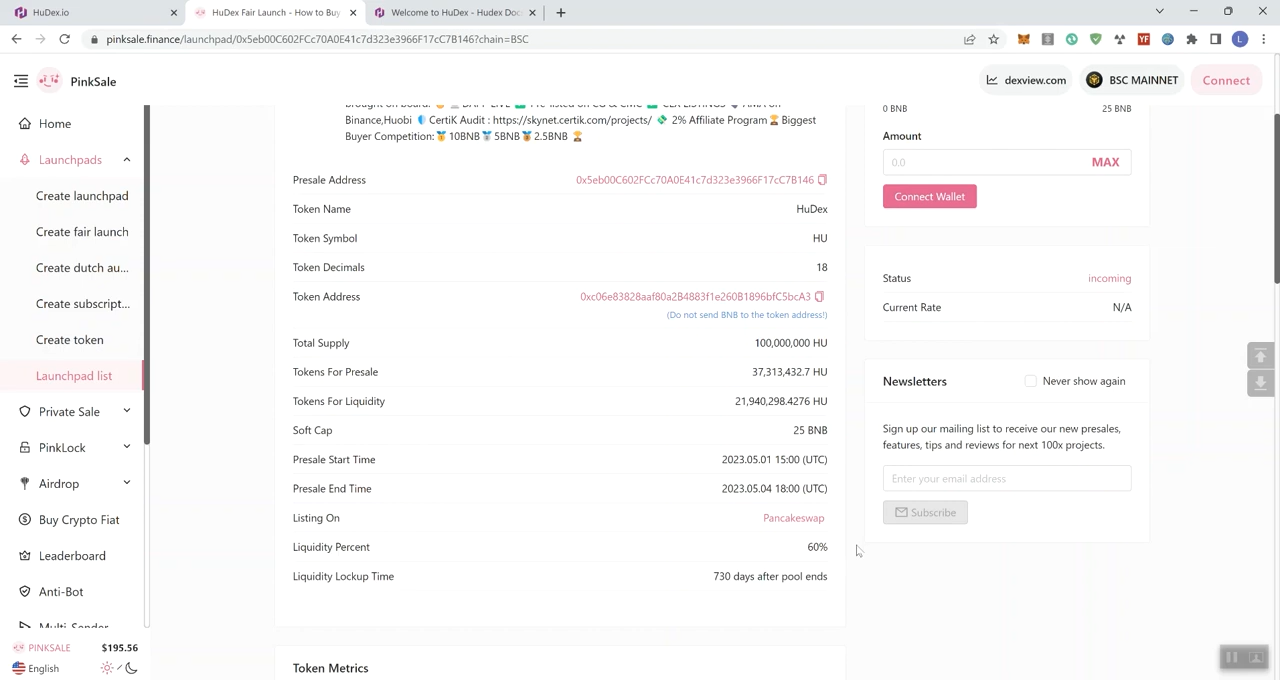 HuDex.io
HuDex Fair Launch - How to Buy
Welcome to HuDex - Hudex Doc
pinksale.finance/launchpad/0x5eb00C602FCc70A0E41c7d323e3966F17cC7B146?chain=BSC
PinkSale
dexview.com
BSC MAINNET
Connect
Home
Launchpads
Create launchpad
Create fair launch
Create dutch au...
Create subscript...
Create token
Launchpad list
Private Sale
PinkLock
Airdrop
Buy Crypto Fiat
Leaderboard
Anti-Bot
Multi-Sender
PINKSALE $195.56
English
Binance,Huobi CertiK Audit : https://skynet.certik.com/projects/ 2% Affiliate Program Biggest
Buyer Competition: 10BNB 5BNB 2.5BNB
Presale Address 0x5eb00C602FCc70A0E41c7d323e3966F17cC7B146
Token Name HuDex
Token Symbol HU
Token Decimals 18
Token Address 0xc06e83828aaf80a2B4883f1e260B1896bfC5bcA3
(Do not send BNB to the token address!)
Total Supply 100,000,000 HU
Tokens For Presale 37,313,432.7 HU
Tokens For Liquidity 21,940,298.4276 HU
Soft Cap 25 BNB
Presale Start Time 2023.05.01 15:00 (UTC)
Presale End Time 2023.05.04 18:00 (UTC)
Listing On Pancakeswap
Liquidity Percent 60%
Liquidity Lockup Time 730 days after pool ends
Token Metrics
0 BNB 25 BNB
Amount
0.0 MAX
Connect Wallet
Status incoming
Current Rate N/A
Newsletters Never show again
Sign up our mailing list to receive our new presales,
features, tips and reviews for next 100x projects.
Enter your email address
Subscribe